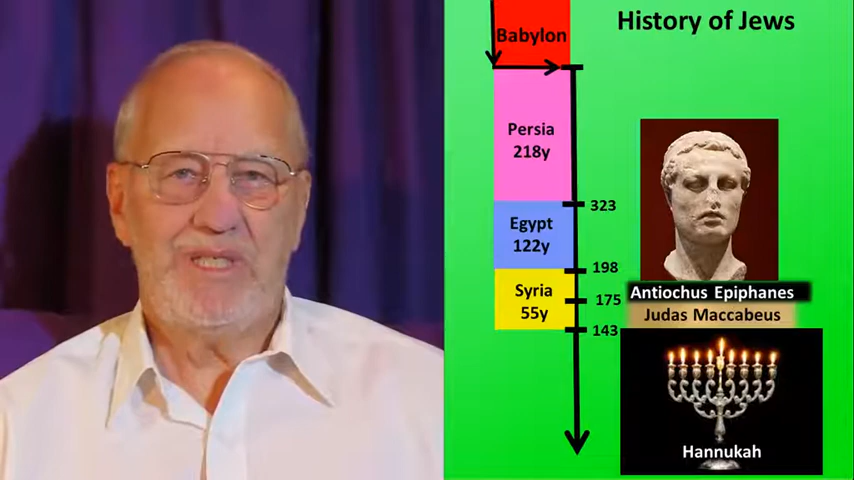 History of Jews
Babylon
Persia
218y
323
Egypt
122y
198
Syria
55y
175
143
Antiochus Epiphanes
Judas Maccabeus
Hannukah